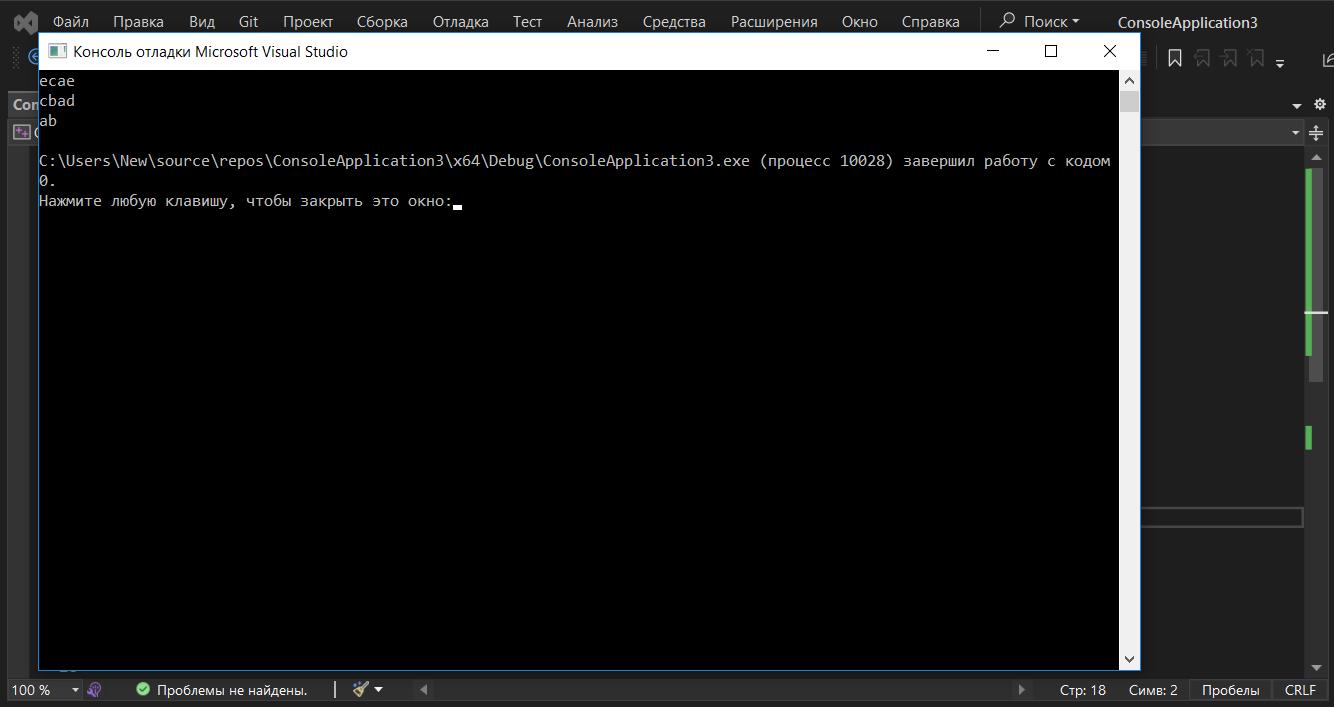 Файл Правка Вид Git Проект Сборка Отладка Тест Анализ Средства Расширения Окно Справка Поиск ConsoleApplication3
Консоль отладки Microsoft Visual Studio
Con
ecae
cbad
ab
C:\Users\New\source\repos\ConsoleApplication3\x64\Debug\ConsoleApplication3.exe (процесс 10028) завершил работу с кодом
0.
Нажмите любую клавишу, чтобы закрыть это окно:
100 % Проблемы не найдены. Стр: 18 Симв: 2 Пробелы CRLF